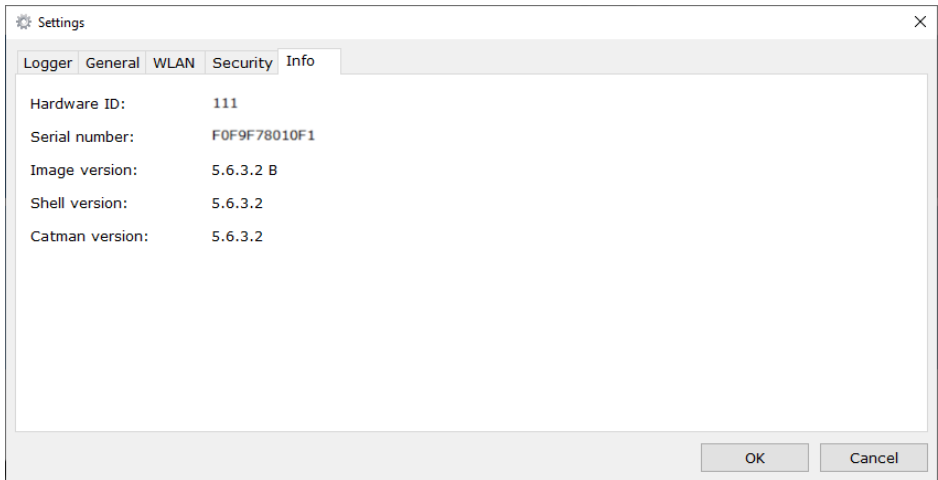 Settings
Logger General WLAN Security Info
Hardware ID: 111
Serial number: F0F9F78010F1
Image version: 5.6.3.2 B
Shell version: 5.6.3.2
Catman version: 5.6.3.2
OK Cancel